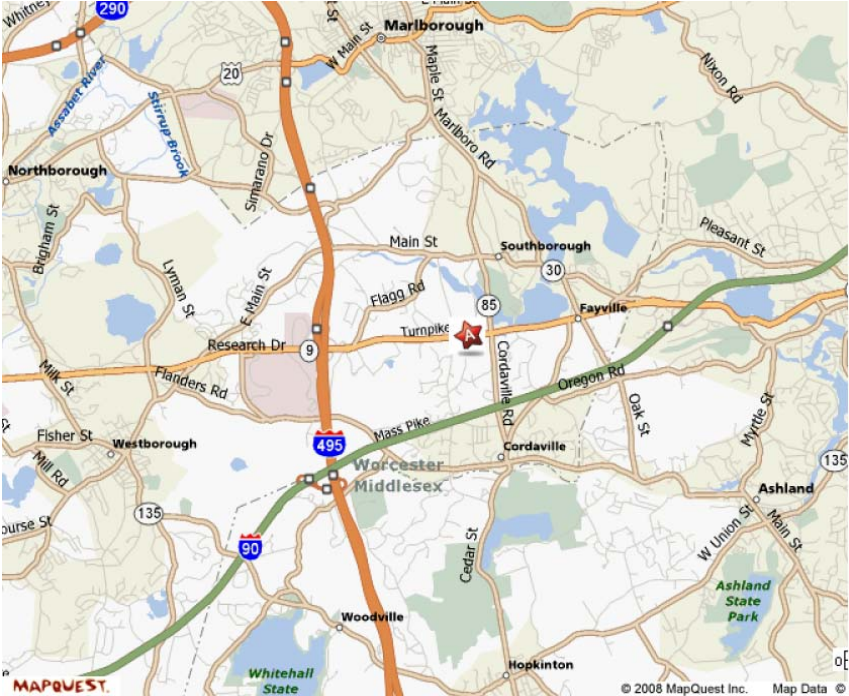 Whitney
290
E Main St
Marlborough
W Main St
20
Maple St
Nixon Rd
Assabet River
Stirrup Brook
Marlboro Rd
Northborough
Simarano Dr
Brigham St
Main St
Southborough
Pleasant St
Lyman St
30
E Main St
Flagg Rd
85
Fayville
Turnpike
A
Research Dr
9
Cordaville Rd
Milk St
Flanders Rd
Oregon Rd
Oak St
Myrtle St
Fisher St
Mass Pike
Westborough
495
Cordaville
Mill Rd
Worcester
Middlesex
135
Ashland
135
ourse St
Main St
90
Cedar St
W Union St
Ashland
State
Park
Woodville
Whitehall
State
Hopkinton
MAPQUEST.
© 2008 MapQuest Inc. Map Data ©